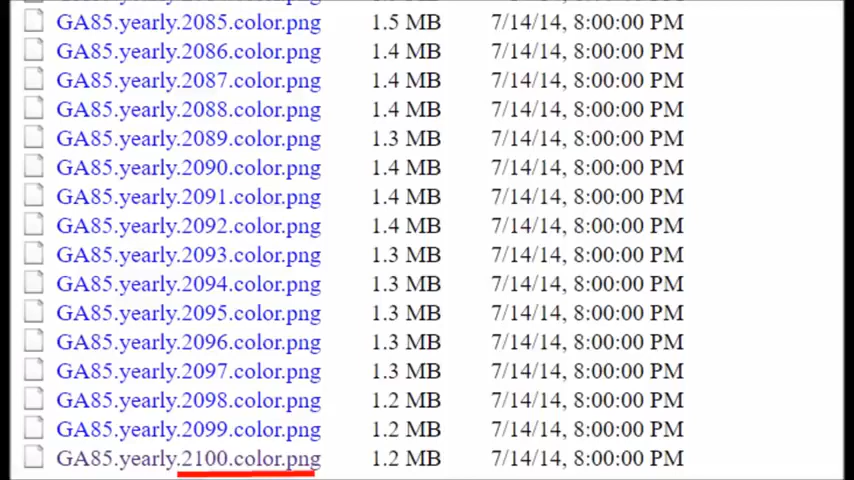 GA85.yearly.2085.color.png 1.5 MB 7/14/14, 8:00:00 PM
GA85.yearly.2086.color.png 1.4 MB 7/14/14, 8:00:00 PM
GA85.yearly.2087.color.png 1.4 MB 7/14/14, 8:00:00 PM
GA85.yearly.2088.color.png 1.4 MB 7/14/14, 8:00:00 PM
GA85.yearly.2089.color.png 1.3 MB 7/14/14, 8:00:00 PM
GA85.yearly.2090.color.png 1.4 MB 7/14/14, 8:00:00 PM
GA85.yearly.2091.color.png 1.4 MB 7/14/14, 8:00:00 PM
GA85.yearly.2092.color.png 1.4 MB 7/14/14, 8:00:00 PM
GA85.yearly.2093.color.png 1.3 MB 7/14/14, 8:00:00 PM
GA85.yearly.2094.color.png 1.3 MB 7/14/14, 8:00:00 PM
GA85.yearly.2095.color.png 1.3 MB 7/14/14, 8:00:00 PM
GA85.yearly.2096.color.png 1.3 MB 7/14/14, 8:00:00 PM
GA85.yearly.2097.color.png 1.3 MB 7/14/14, 8:00:00 PM
GA85.yearly.2098.color.png 1.2 MB 7/14/14, 8:00:00 PM
GA85.yearly.2099.color.png 1.2 MB 7/14/14, 8:00:00 PM
GA85.yearly.2100.color.png 1.2 MB 7/14/14, 8:00:00 PM